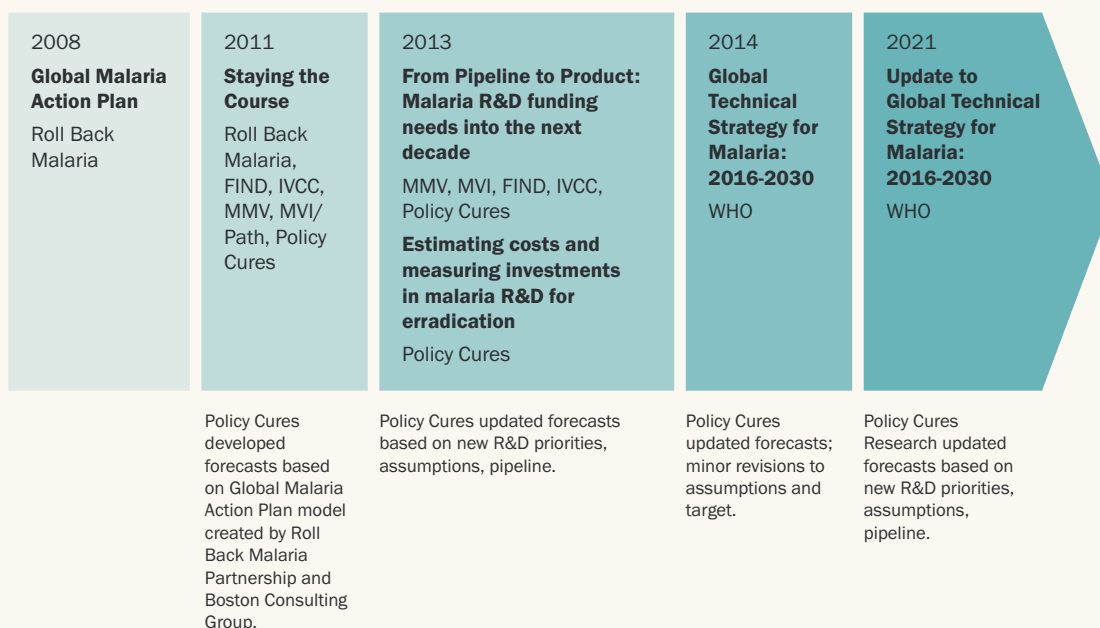 2008
Global Malaria
Action Plan
Roll Back
Malaria
2011
Staying the
Course
Roll Back
Malaria,
FIND, IVCC,
MMV, MVI/
Path, Policy
Cures
2013
From Pipeline to Product:
Malaria R&D funding
needs into the next
decade
MMV, MVI, FIND, IVCC,
Policy Cures
Estimating costs and
measuring investments
in malaria R&D for
erradication
Policy Cures
2014
Global
Technical
Strategy for
Malaria:
2016-2030
WHO
2021
Update to
Global Technical
Strategy for
Malaria:
2016-2030
WHO
Policy Cures
developed
forecasts based
on Global Malaria
Action Plan model
created by Roll
Back Malaria
Partnership and
Boston Consulting
Group.
Policy Cures updated forecasts
based on new R&D priorities,
assumptions, pipeline.
Policy Cures
updated forecasts;
minor revisions to
assumptions and
target.
Policy Cures
Research updated
forecasts based on
new R&D priorities,
assumptions,
pipeline.